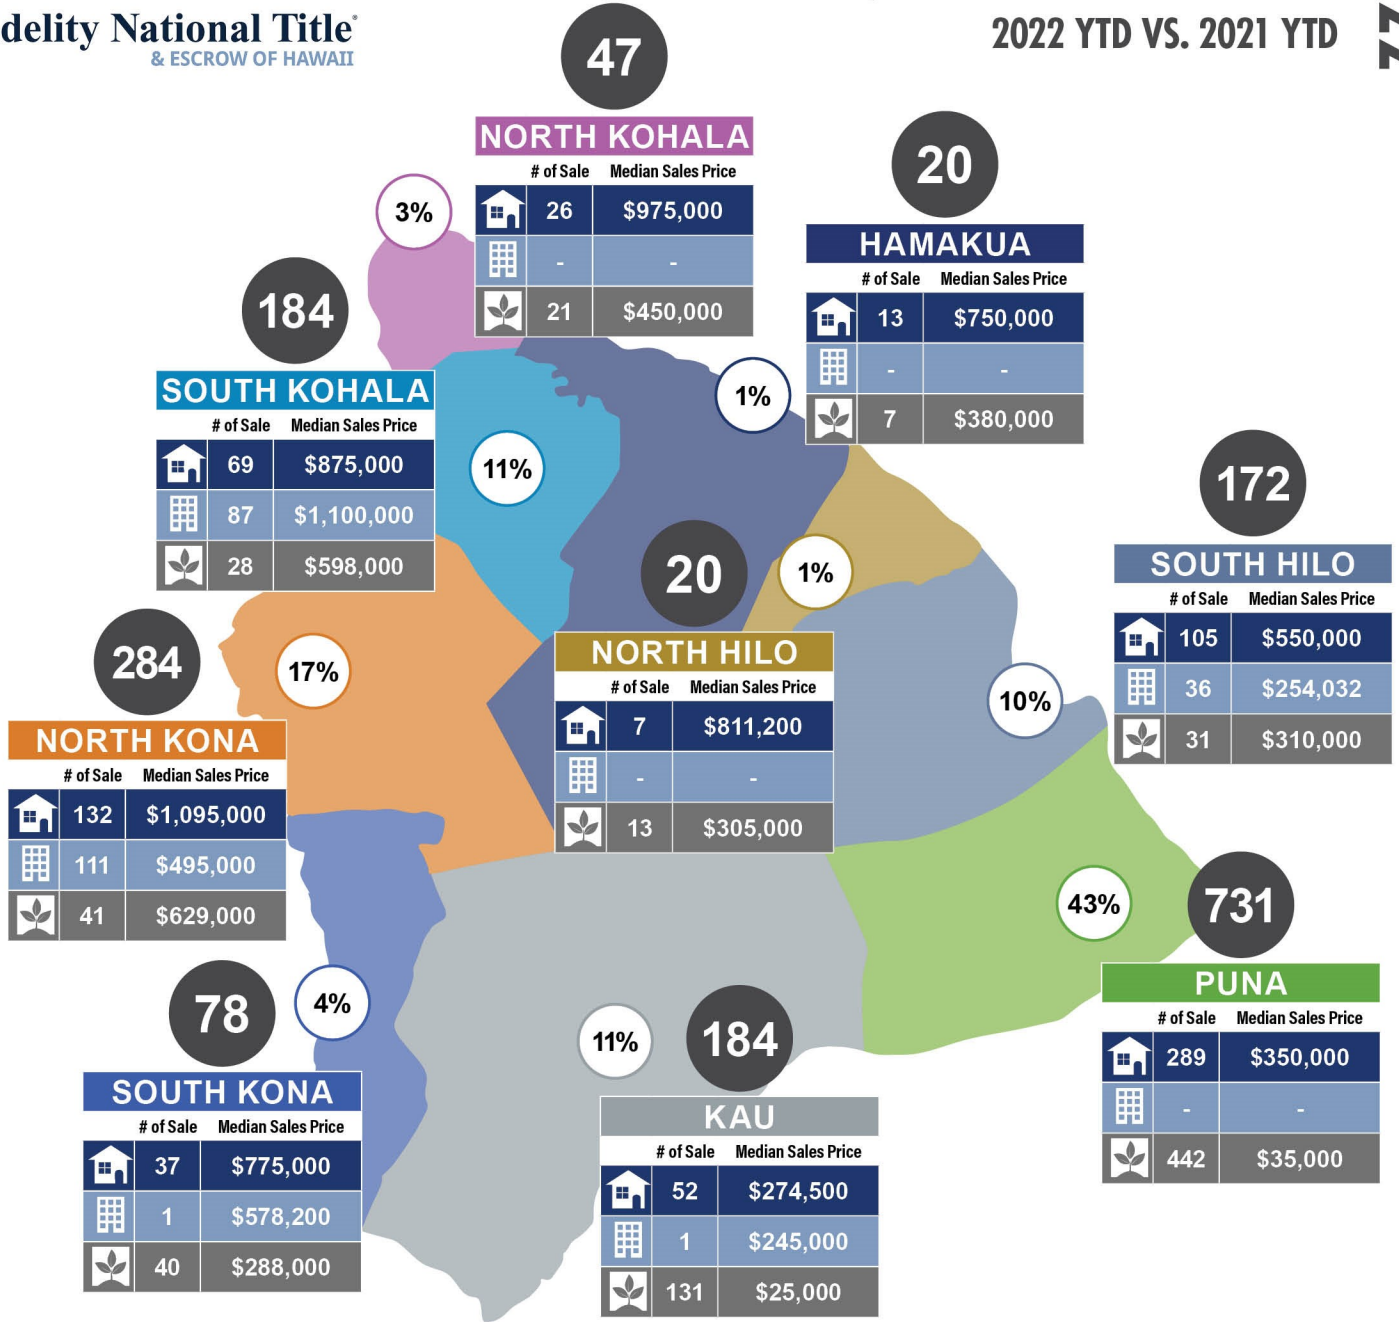 delity National Title®
& ESCROW OF HAWAII
2022 YTD VS. 2021 YTD
47
NORTH KOHALA
# of Sale Median Sales Price
26 $975,000
- -
21 $450,000
3%
20
HAMAKUA
# of Sale Median Sales Price
13 $750,000
- -
7 $380,000
1%
184
SOUTH KOHALA
# of Sale Median Sales Price
69 $875,000
87 $1,100,000
28 $598,000
11%
172
SOUTH HILO
# of Sale Median Sales Price
105 $550,000
36 $254,032
31 $310,000
10%
20
1%
NORTH HILO
# of Sale Median Sales Price
7 $811,200
- -
13 $305,000
284
17%
NORTH KONA
# of Sale Median Sales Price
132 $1,095,000
111 $495,000
41 $629,000
43%
731
PUNA
# of Sale Median Sales Price
289 $350,000
- -
442 $35,000
78
4%
SOUTH KONA
# of Sale Median Sales Price
37 $775,000
1 $578,200
40 $288,000
11%
184
KAU
# of Sale Median Sales Price
52 $274,500
1 $245,000
131 $25,000